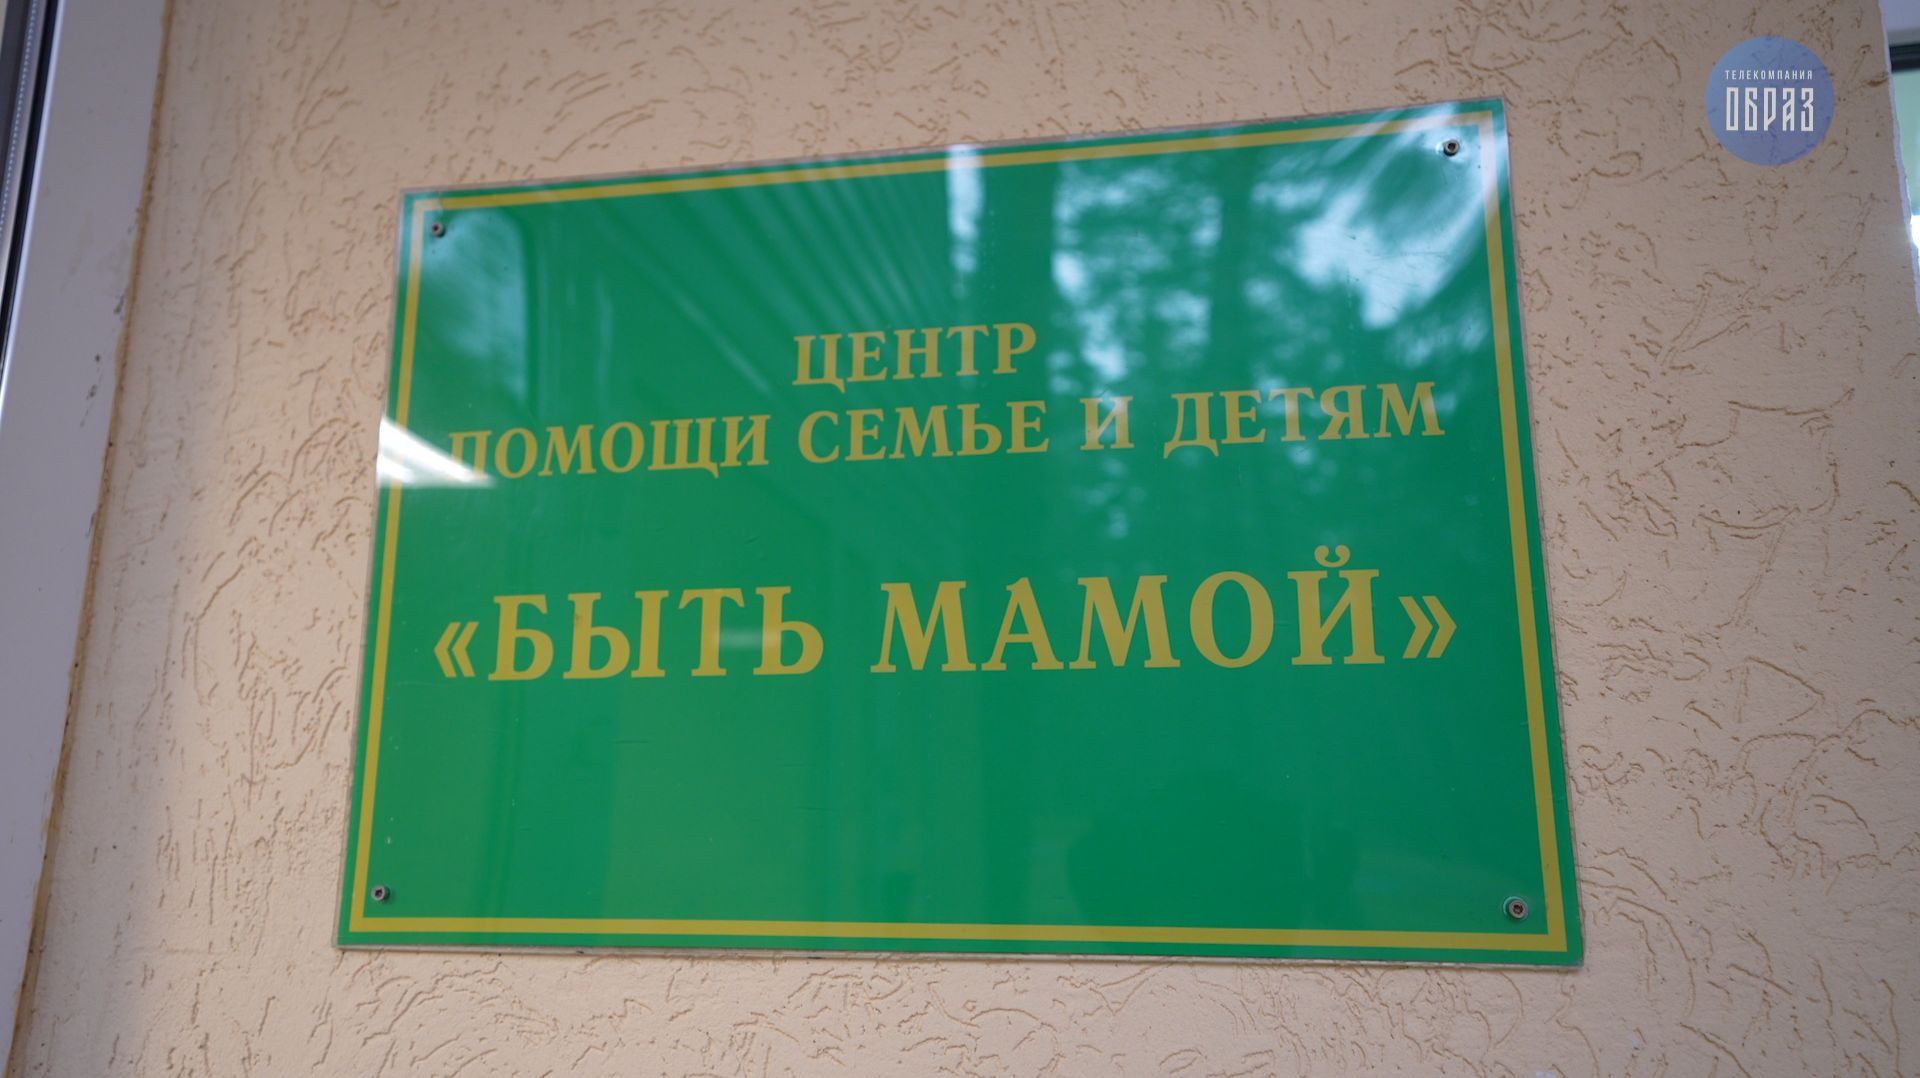 ТЕЛЕКОМПАНИЯ
ОБРАЗ
ЦЕНТР
ПОМОЩИ СЕМЬЕ И ДЕТЯМ
«БЫТЬ МАМОЙ»